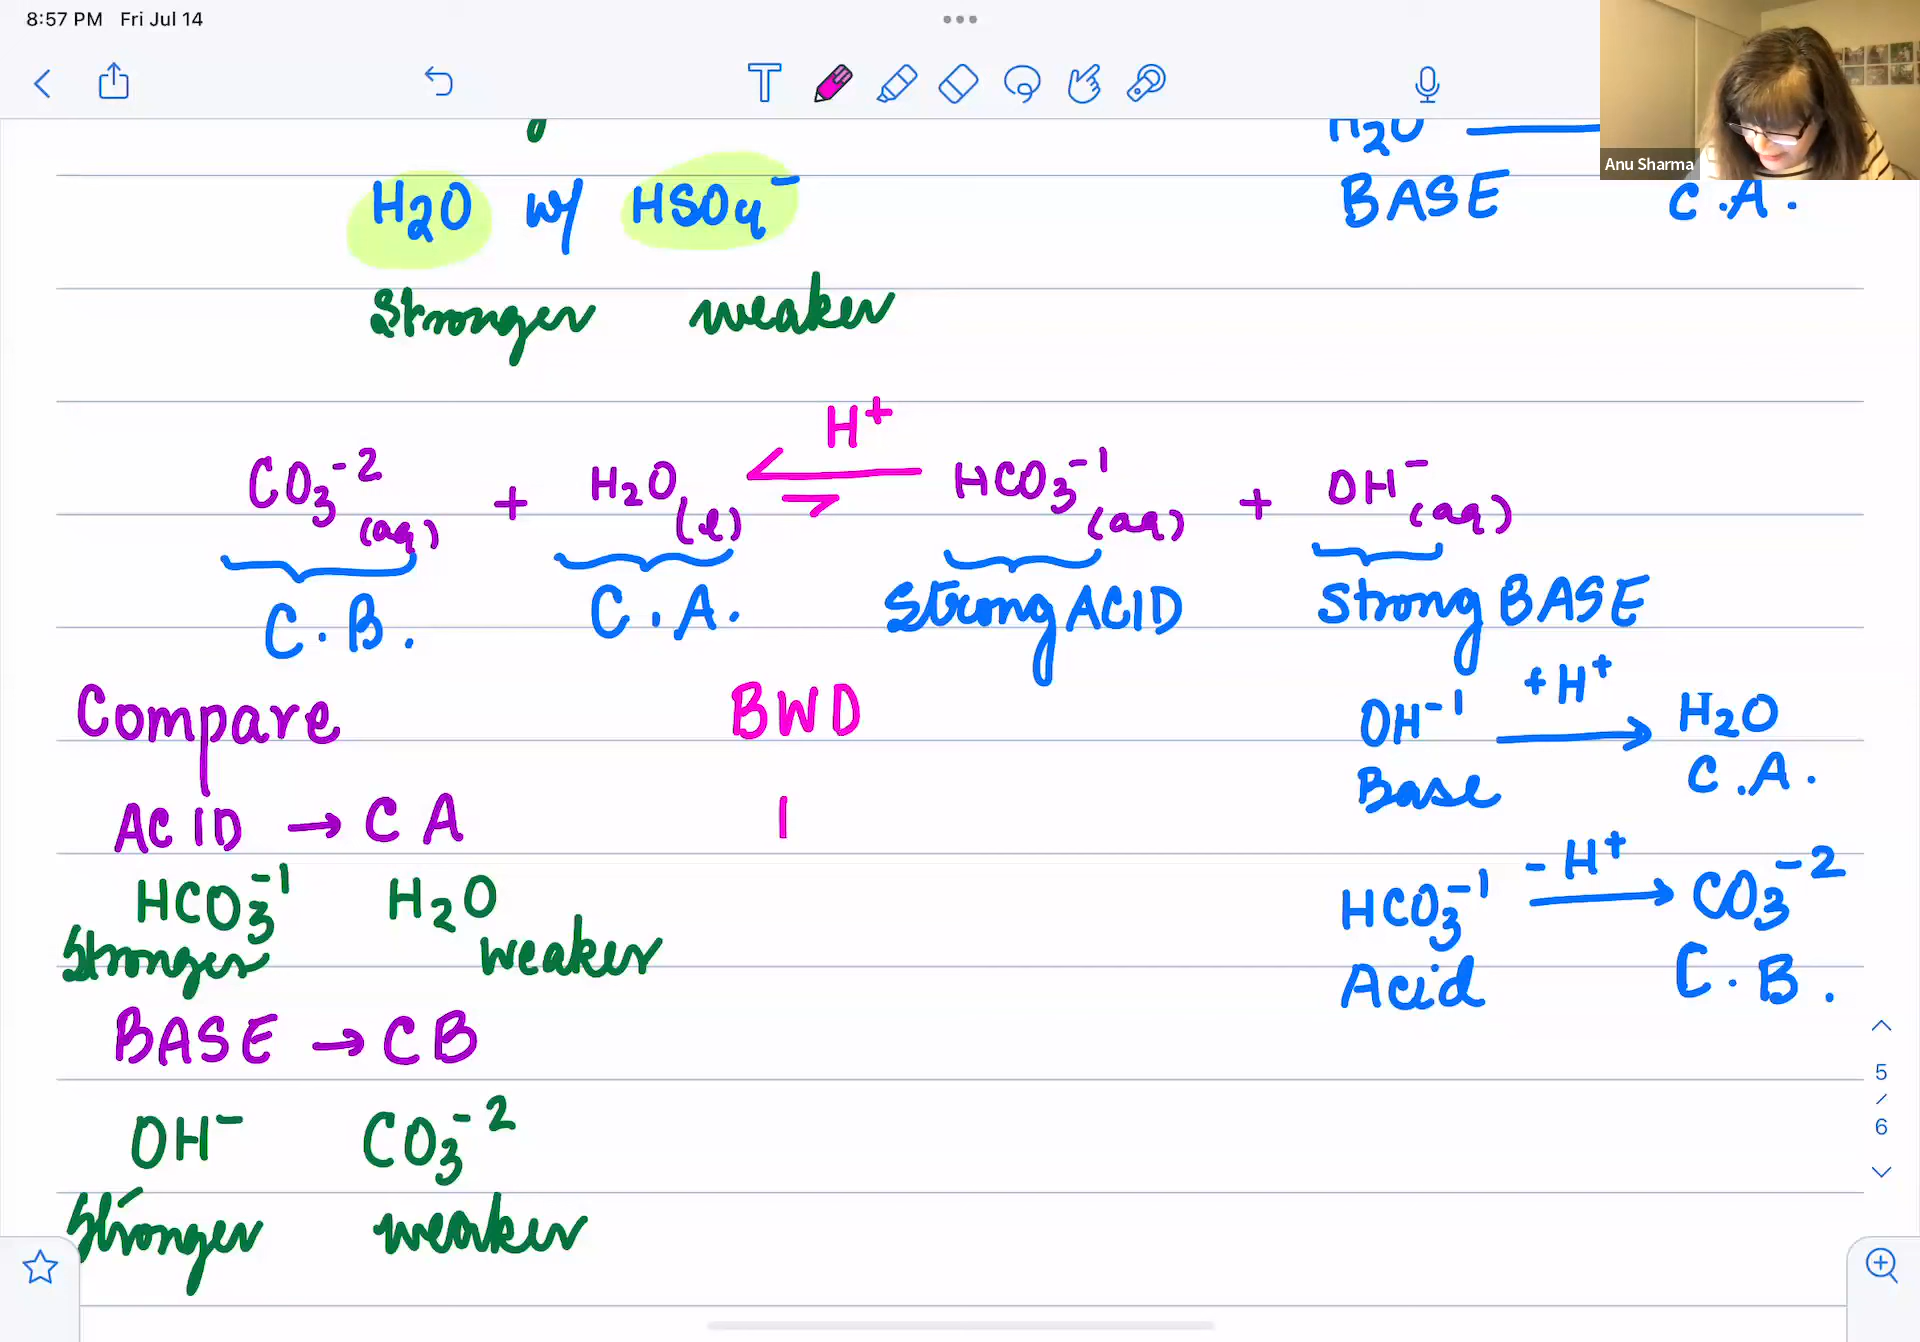 8:57 PM Fri Jul 14
T
Anu Sharma
H₂O
BASE C.A.
H₂O w/ HSO₄⁻
Stronger weaker
H⁺
CO₃⁻²(aq) + H₂O(l) ⇌ HCO₃⁻¹(aq) + OH⁻(aq)
C.B. C.A. Strong ACID Strong BASE
Compare BWD
OH⁻¹ +H⁺ → H₂O
Base C.A.
ACID → CA
HCO₃⁻¹ H₂O
Stronger weaker
HCO₃⁻¹ -H⁺ → CO₃⁻²
Acid C.B.
BASE → CB
OH⁻ CO₃⁻²
Stronger weaker
5
/
6